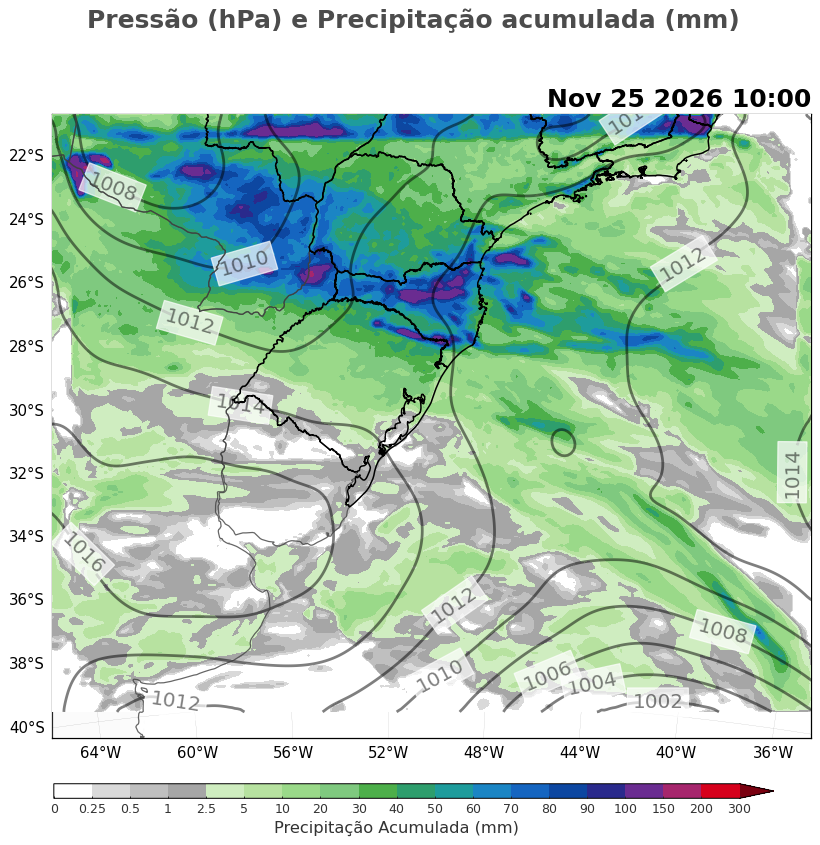 Pressão (hPa) e Precipitação acumulada (mm)
Nov 25 2026 10:00
22°S
24°S
26°S
28°S
30°S
32°S
34°S
36°S
38°S
40°S
1008
1010
1012
1014
1016
1012
1012
1014
1012
1010
1008
1006
1004
1002
64°W 60°W 56°W 52°W 48°W 44°W 40°W 36°W
0 0.25 0.5 1 2.5 5 10 20 30 40 50 60 70 80 90 100 150 200 300
Precipitação Acumulada (mm)